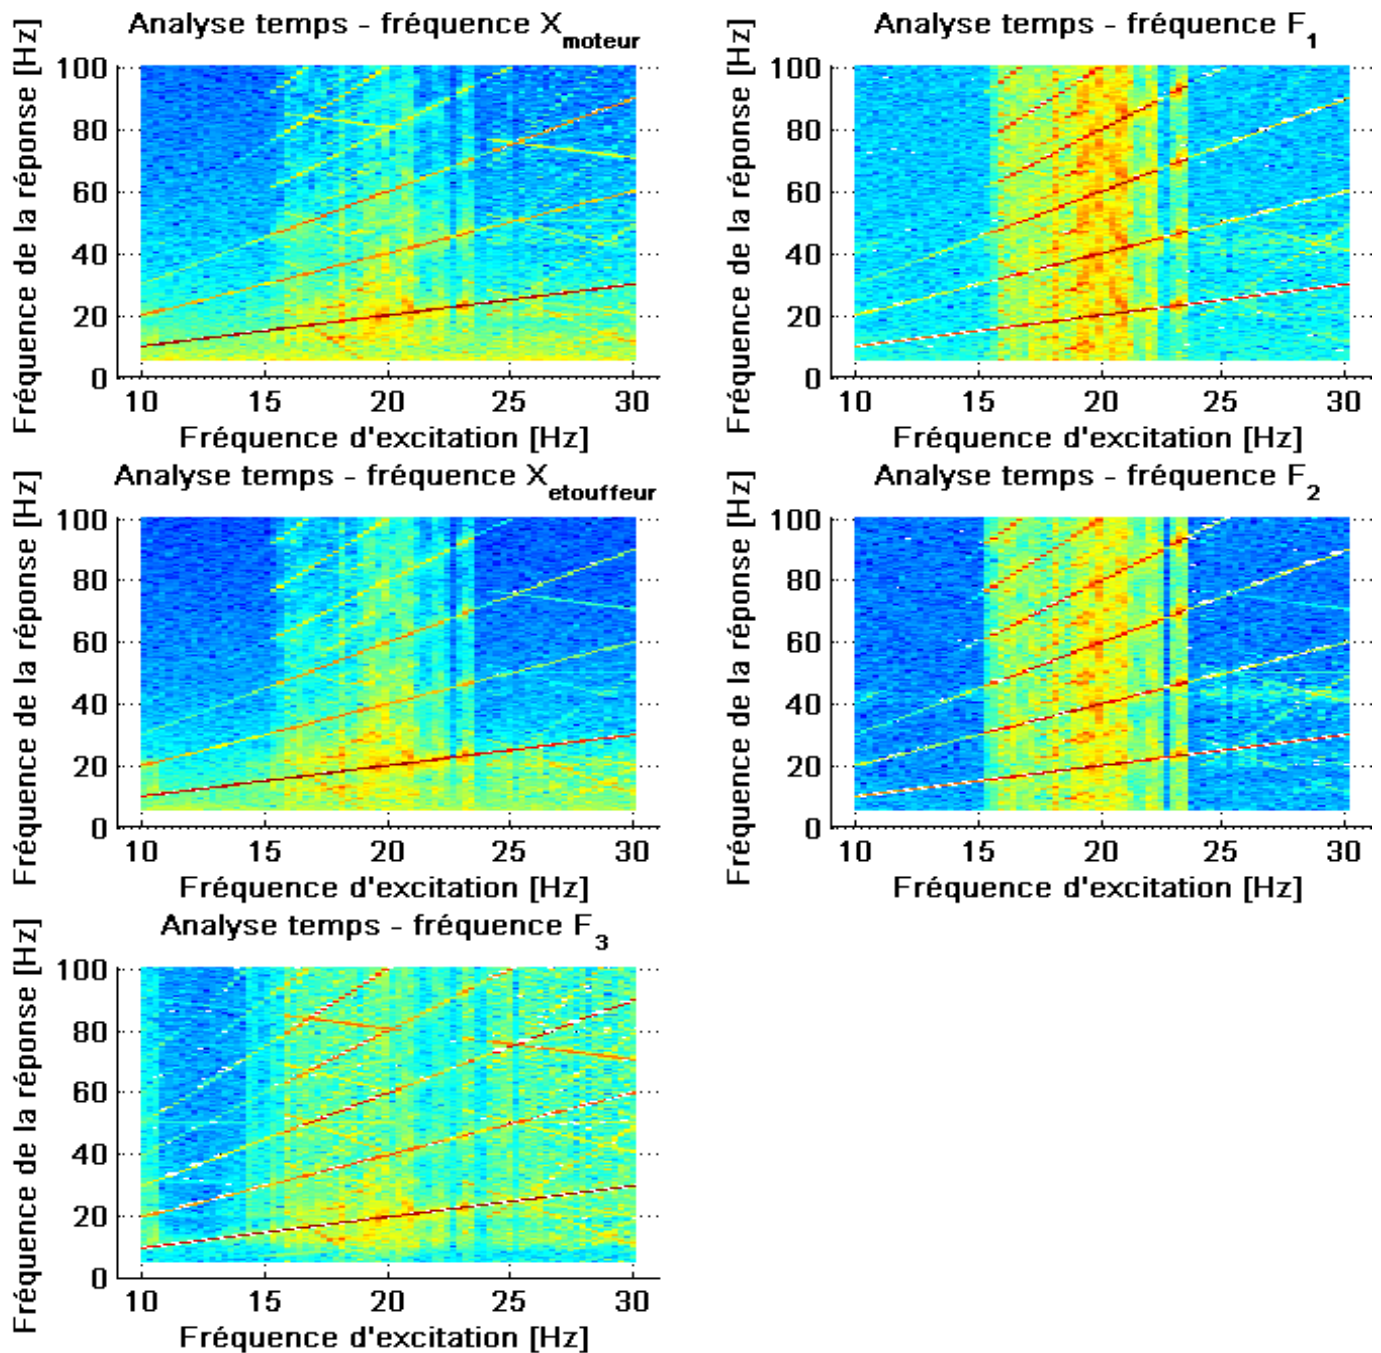 Analyse temps - fréquence X_moteur
Fréquence de la réponse [Hz]
100
80
60
40
20
0
10 15 20 25 30
Fréquence d'excitation [Hz]
Analyse temps - fréquence F_1
Fréquence de la réponse [Hz]
100
80
60
40
20
0
10 15 20 25 30
Fréquence d'excitation [Hz]
Analyse temps - fréquence X_etouffeur
Fréquence de la réponse [Hz]
100
80
60
40
20
0
10 15 20 25 30
Fréquence d'excitation [Hz]
Analyse temps - fréquence F_2
Fréquence de la réponse [Hz]
100
80
60
40
20
0
10 15 20 25 30
Fréquence d'excitation [Hz]
Analyse temps - fréquence F_3
Fréquence de la réponse [Hz]
100
80
60
40
20
0
10 15 20 25 30
Fréquence d'excitation [Hz]